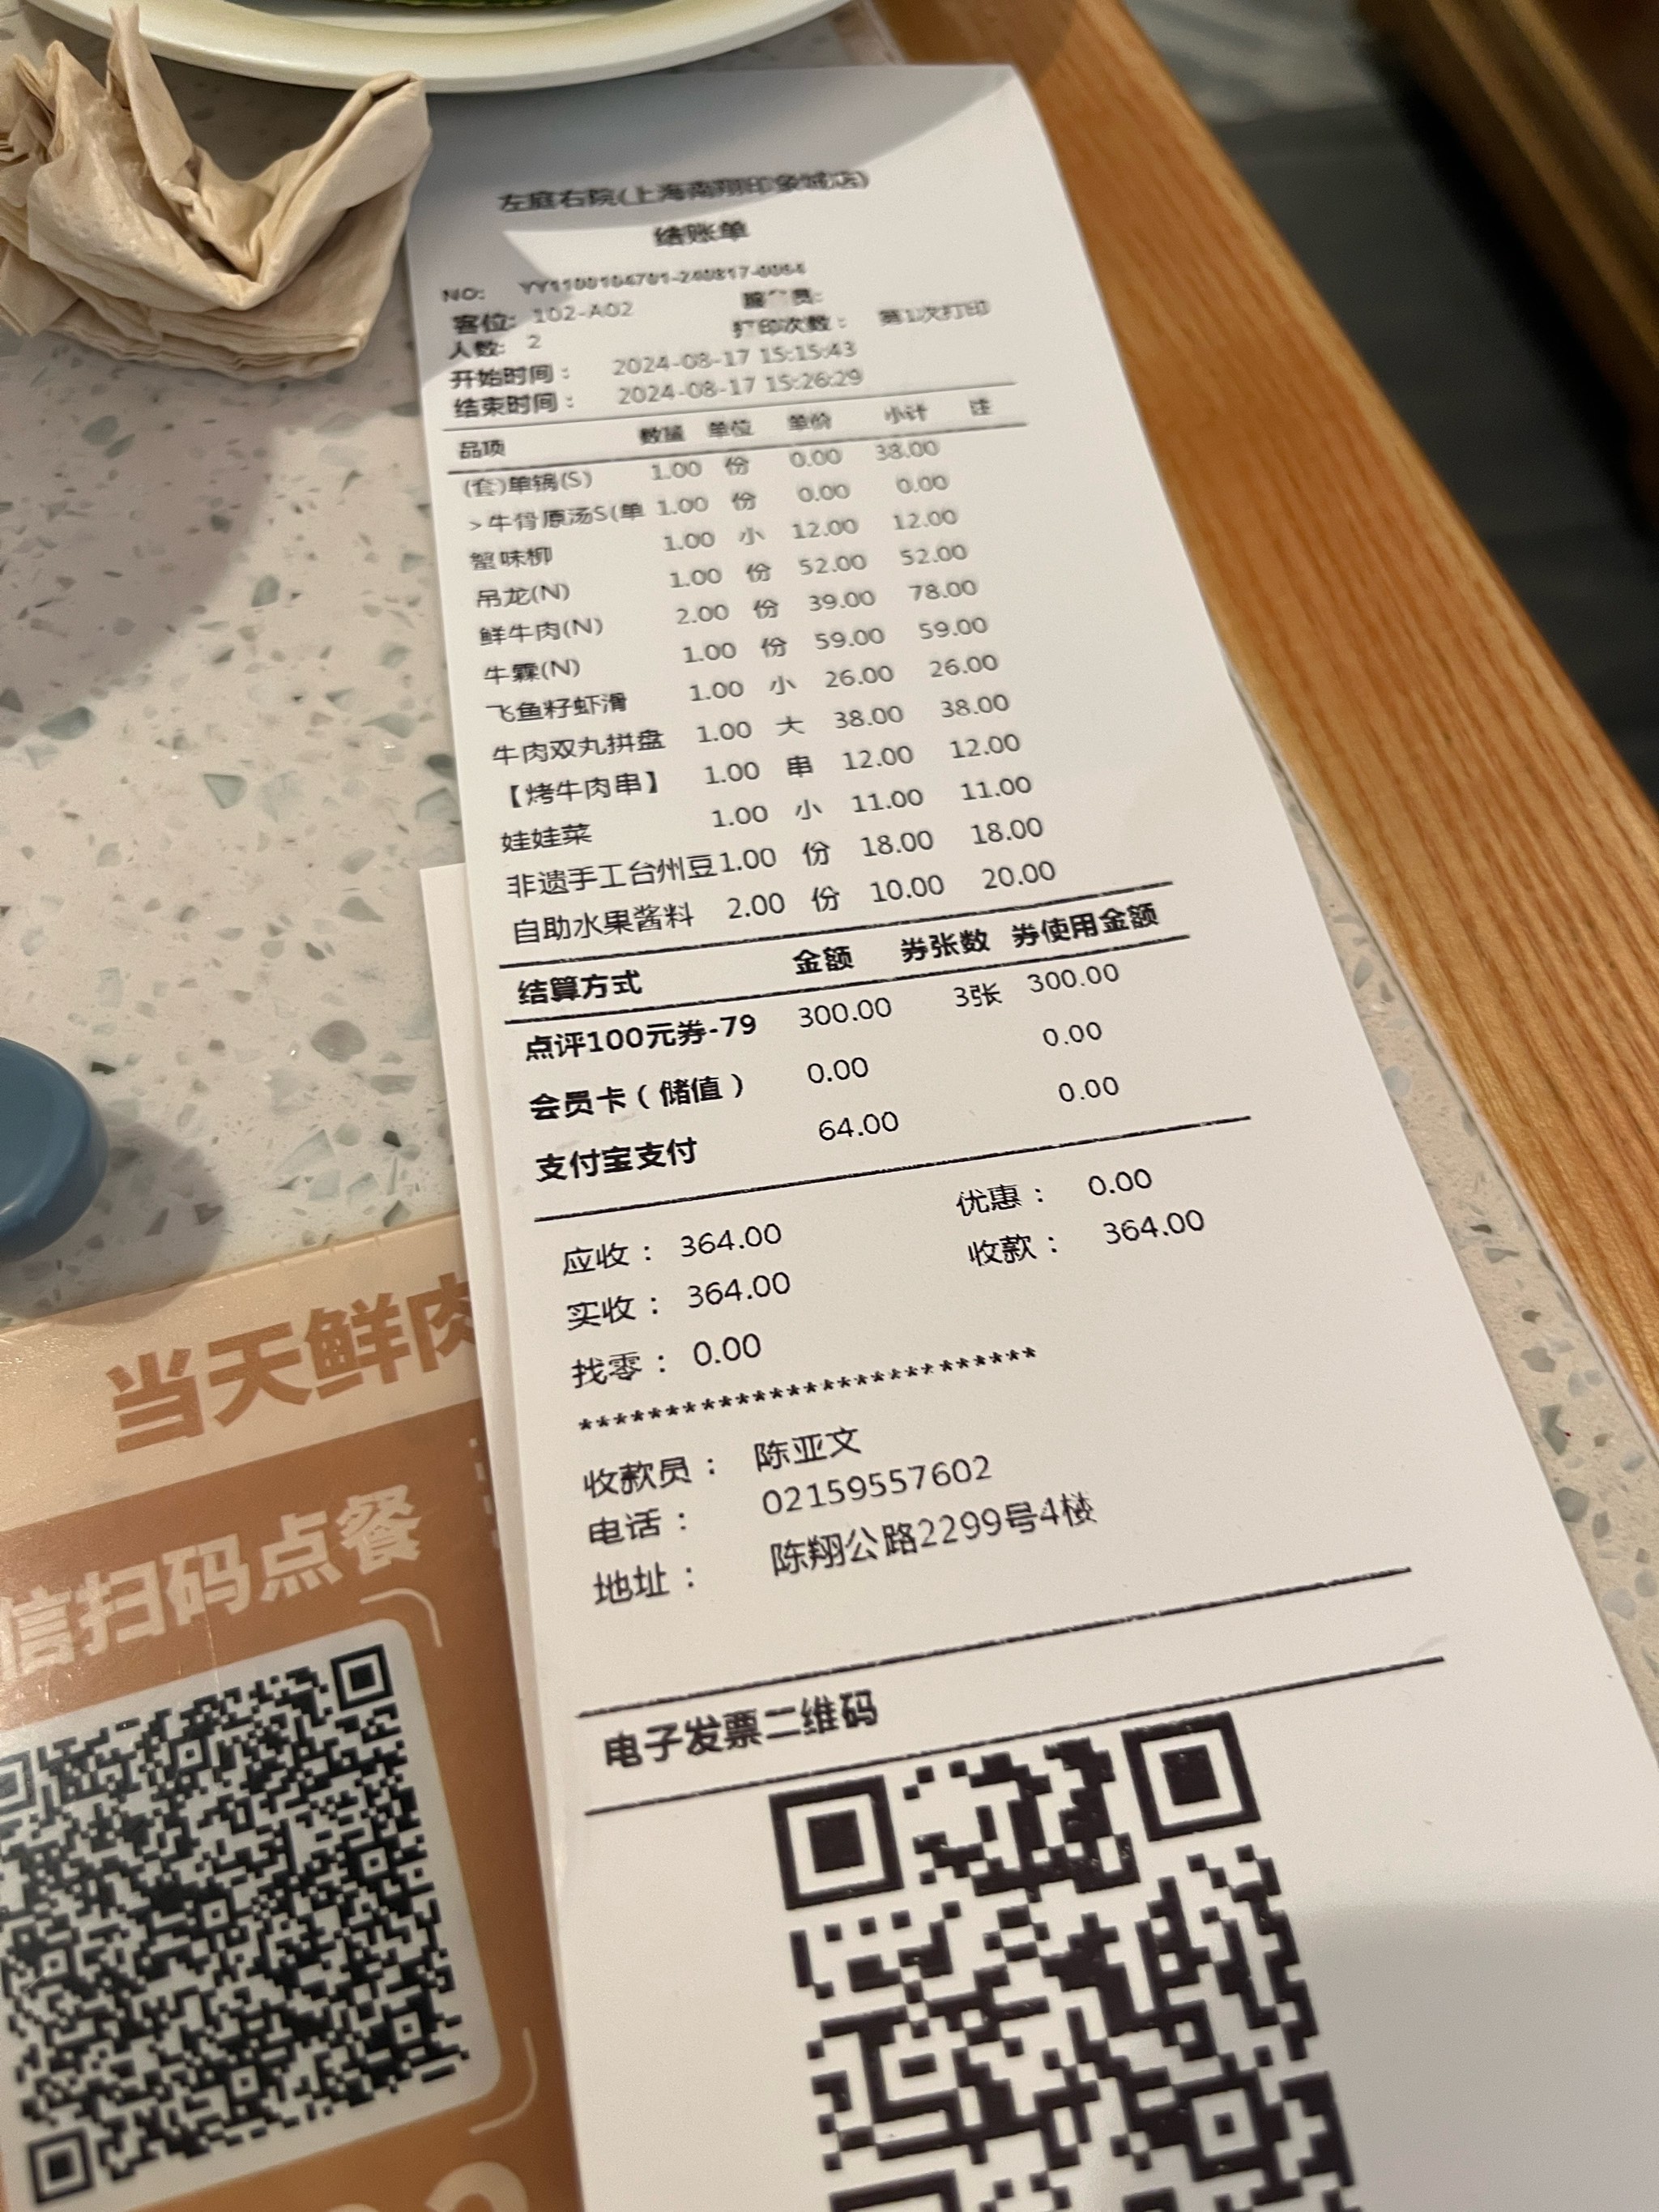 左庭右院(上海南翔印象城店)
结账单
NO: YY1100104701-240817-0064
客位: 102-A02
人数: 2 打印次数： 第1次打印
开始时间： 2024-08-17 15:15:43
结束时间： 2024-08-17 15:26:29
品项 数量 单位 单价 小计 注
(套)单锅(S) 1.00 份 0.00 38.00
>牛骨原汤S(单 1.00 份 0.00 0.00
蟹味柳 1.00 小 12.00 12.00
吊龙(N) 1.00 份 52.00 52.00
鲜牛肉(N) 2.00 份 39.00 78.00
牛霖(N) 1.00 份 59.00 59.00
飞鱼籽虾滑 1.00 小 26.00 26.00
牛肉双丸拼盘 1.00 大 38.00 38.00
【烤牛肉串】 1.00 串 12.00 12.00
娃娃菜 1.00 小 11.00 11.00
非遗手工台州豆 1.00 份 18.00 18.00
自助水果酱料 2.00 份 10.00 20.00
结算方式 金额 券张数 券使用金额
点评100元券-79 300.00 3张 300.00
会员卡（储值） 0.00 0.00
支付宝支付 64.00 0.00
应收： 364.00 优惠： 0.00
实收： 364.00 收款： 364.00
找零： 0.00
***************************
收款员： 陈亚文
电话： 02159557602
地址： 陈翔公路2299号4楼
电子发票二维码
当天鲜肉
信扫码点餐